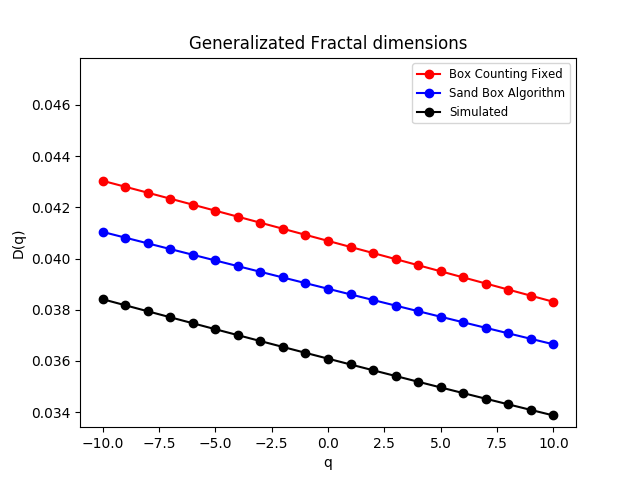 Generalizated Fractal dimensions
Box Counting Fixed
Sand Box Algorithm
Simulated
D(q)
0.046
0.044
0.042
0.040
0.038
0.036
0.034
−10.0 −7.5 −5.0 −2.5 0.0 2.5 5.0 7.5 10.0
q